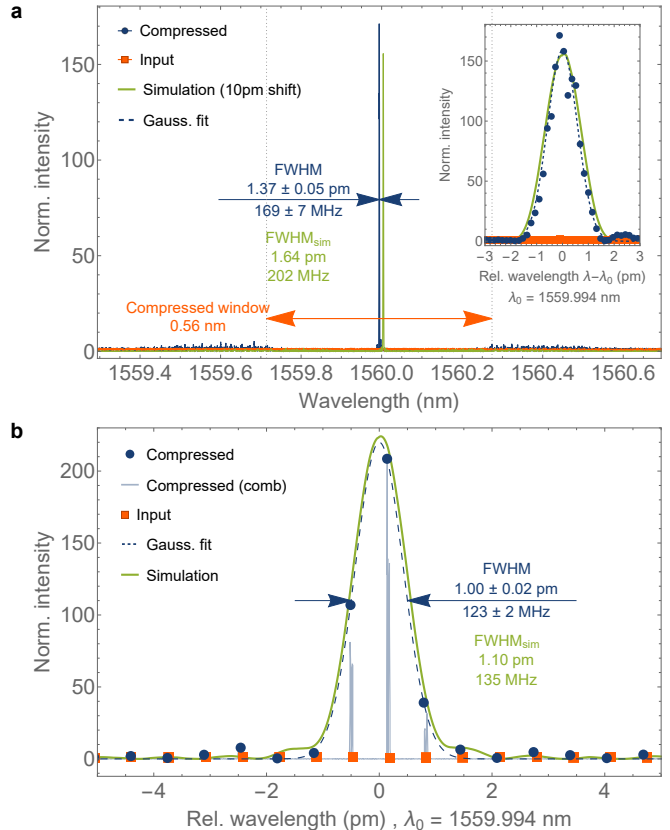 a
Compressed
Input
Simulation (10pm shift)
Gauss. fit
Norm. intensity
150
100
50
0
FWHM
1.37 ± 0.05 pm
169 ± 7 MHz
FWHMsim
1.64 pm
202 MHz
Compressed window
0.56 nm
1559.4 1559.6 1559.8 1560.0 1560.2 1560.4 1560.6
Wavelength (nm)
Norm. intensity
150
100
50
0
−3 −2 −1 0 1 2 3
Rel. wavelength λ−λ0 (pm)
λ0 = 1559.994 nm
b
Compressed
Compressed (comb)
Input
Gauss. fit
Simulation
Norm. intensity
200
150
100
50
0
FWHM
1.00 ± 0.02 pm
123 ± 2 MHz
FWHMsim
1.10 pm
135 MHz
−4 −2 0 2 4
Rel. wavelength (pm) , λ0 = 1559.994 nm